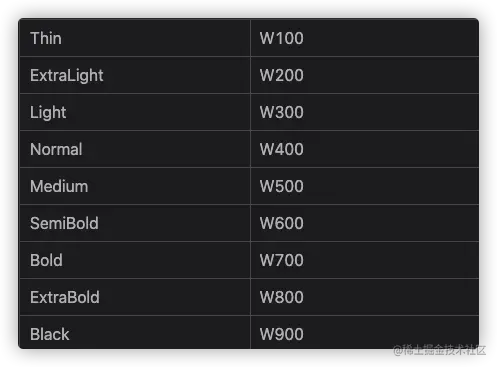 Thin W100
ExtraLight W200
Light W300
Normal W400
Medium W500
SemiBold W600
Bold W700
ExtraBold W800
Black W900
@稀土掘金技术社区